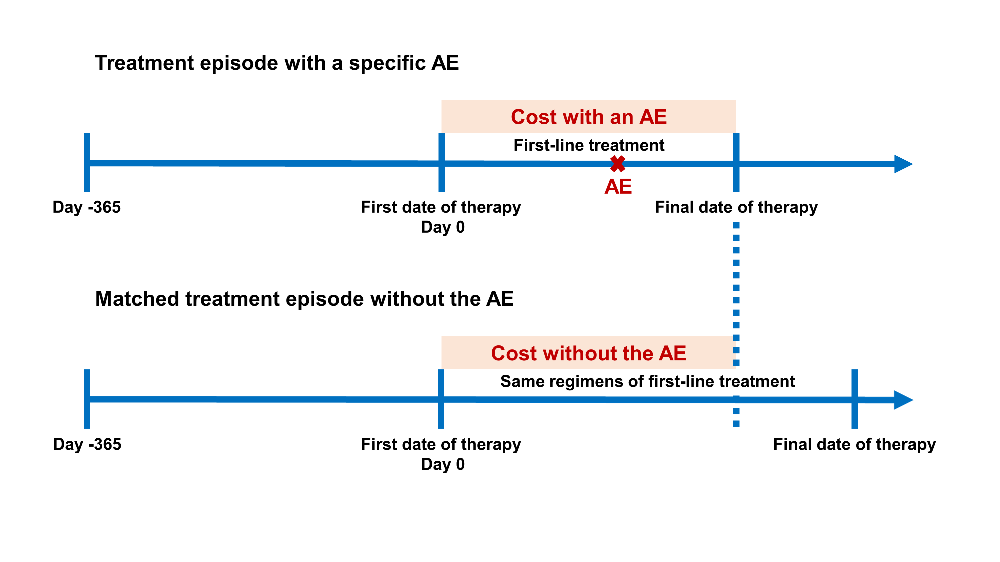 Treatment episode with a specific AE
Cost with an AE
First-line treatment
AE
Day -365
First date of therapy
Day 0
Final date of therapy
Matched treatment episode without the AE
Cost without the AE
Same regimens of first-line treatment
Day -365
First date of therapy
Day 0
Final date of therapy